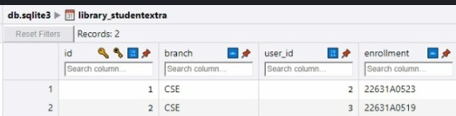 db.sqlite3 ▶ library_studentextra
Reset Filters Records: 2
id branch user_id enrollment
Search column... Search column... Search column... Search column...
1 1 CSE 2 22631A0523
2 2 CSE 3 22631A0519